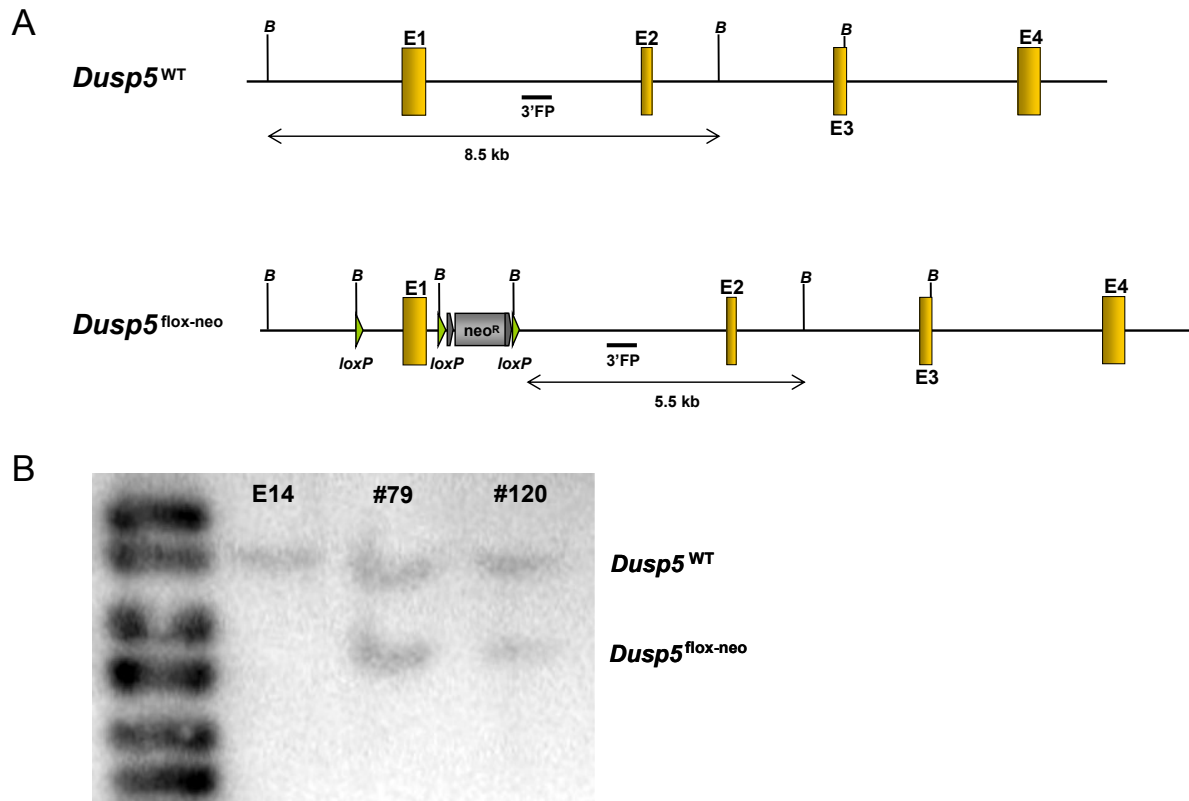 A
B
B
B
E1
E2
E4
Dusp5WT
3'FP
E3
8.5 kb
B
B
B
B
B
B
E1
E2
E4
Dusp5flox-neo
neoR
loxP
loxP
loxP
3'FP
E3
5.5 kb
B
E14
#79
#120
Dusp5WT
Dusp5flox-neo